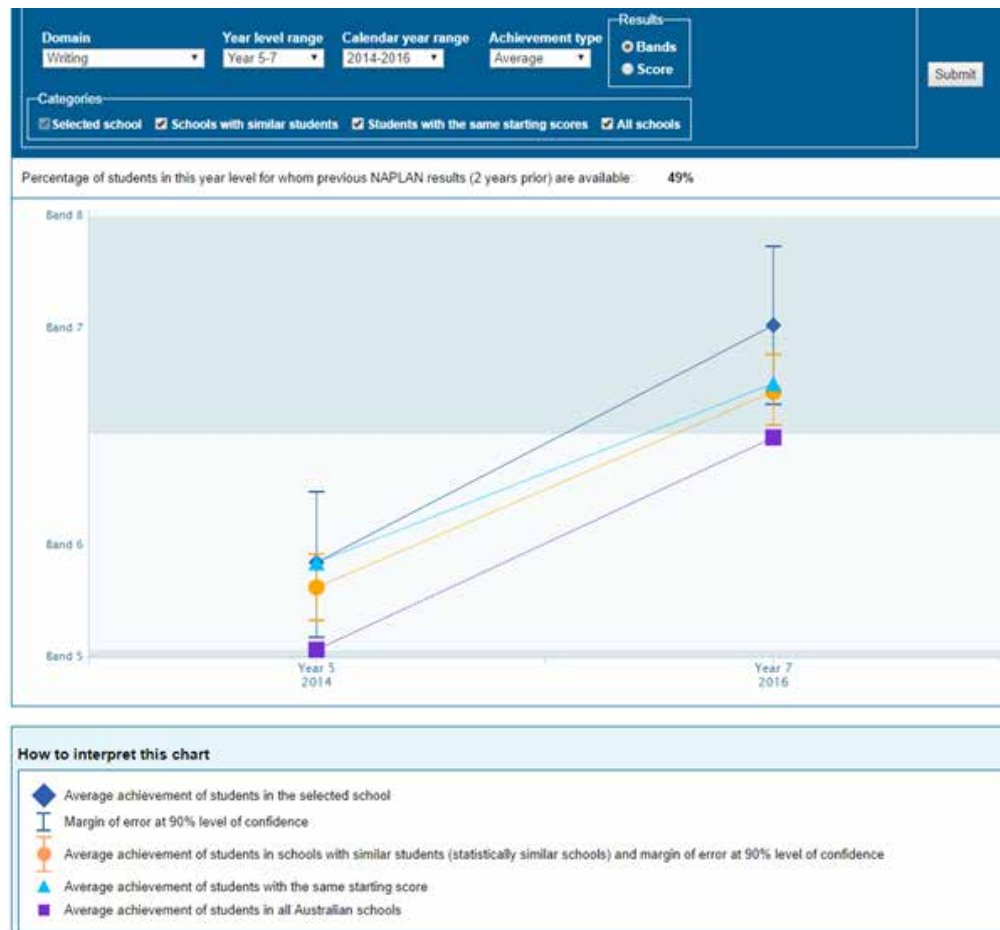 Results
Domain Year level range Calendar year range Achievement type
Writing Year 5-7 2014-2016 Average
Bands
Score
Submit
Categories
Selected school Schools with similar students Students with the same starting scores All schools
Percentage of students in this year level for whom previous NAPLAN results (2 years prior) are available: 49%
Band 8
Band 7
Band 6
Band 5
Year 5 Year 7
2014 2016
How to interpret this chart
Average achievement of students in the selected school
Margin of error at 90% level of confidence
Average achievement of students in schools with similar students (statistically similar schools) and margin of error at 90% level of confidence
Average achievement of students with the same starting score
Average achievement of students in all Australian schools